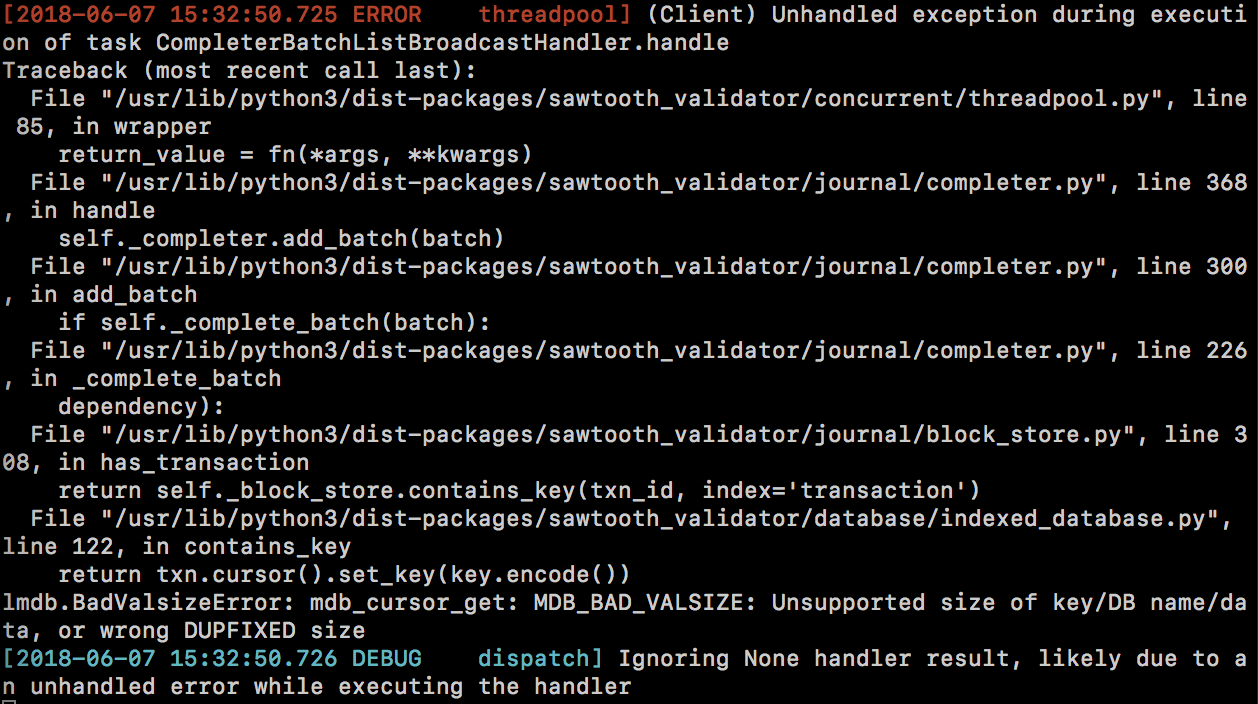 [2018-06-07 15:32:50.725 ERROR    threadpool] (Client) Unhandled exception during executi
on of task CompleterBatchListBroadcastHandler.handle
Traceback (most recent call last):
  File "/usr/lib/python3/dist-packages/sawtooth_validator/concurrent/threadpool.py", line
 85, in wrapper
    return_value = fn(*args, **kwargs)
  File "/usr/lib/python3/dist-packages/sawtooth_validator/journal/completer.py", line 368
, in handle
    self._completer.add_batch(batch)
  File "/usr/lib/python3/dist-packages/sawtooth_validator/journal/completer.py", line 300
, in add_batch
    if self._complete_batch(batch):
  File "/usr/lib/python3/dist-packages/sawtooth_validator/journal/completer.py", line 226
, in _complete_batch
    dependency):
  File "/usr/lib/python3/dist-packages/sawtooth_validator/journal/block_store.py", line 3
08, in has_transaction
    return self._block_store.contains_key(txn_id, index='transaction')
  File "/usr/lib/python3/dist-packages/sawtooth_validator/database/indexed_database.py",
line 122, in contains_key
    return txn.cursor().set_key(key.encode())
lmdb.BadValsizeError: mdb_cursor_get: MDB_BAD_VALSIZE: Unsupported size of key/DB name/da
ta, or wrong DUPFIXED size
[2018-06-07 15:32:50.726 DEBUG    dispatch] Ignoring None handler result, likely due to a
n unhandled error while executing the handler